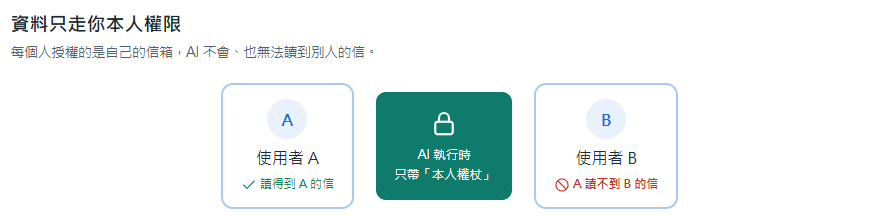 資料只走你本人權限
每個人授權的是自己的信箱，AI 不會、也無法讀到別人的信。
A
使用者 A
讀得到 A 的信
AI 執行時
只帶「本人權杖」
B
使用者 B
A 讀不到 B 的信